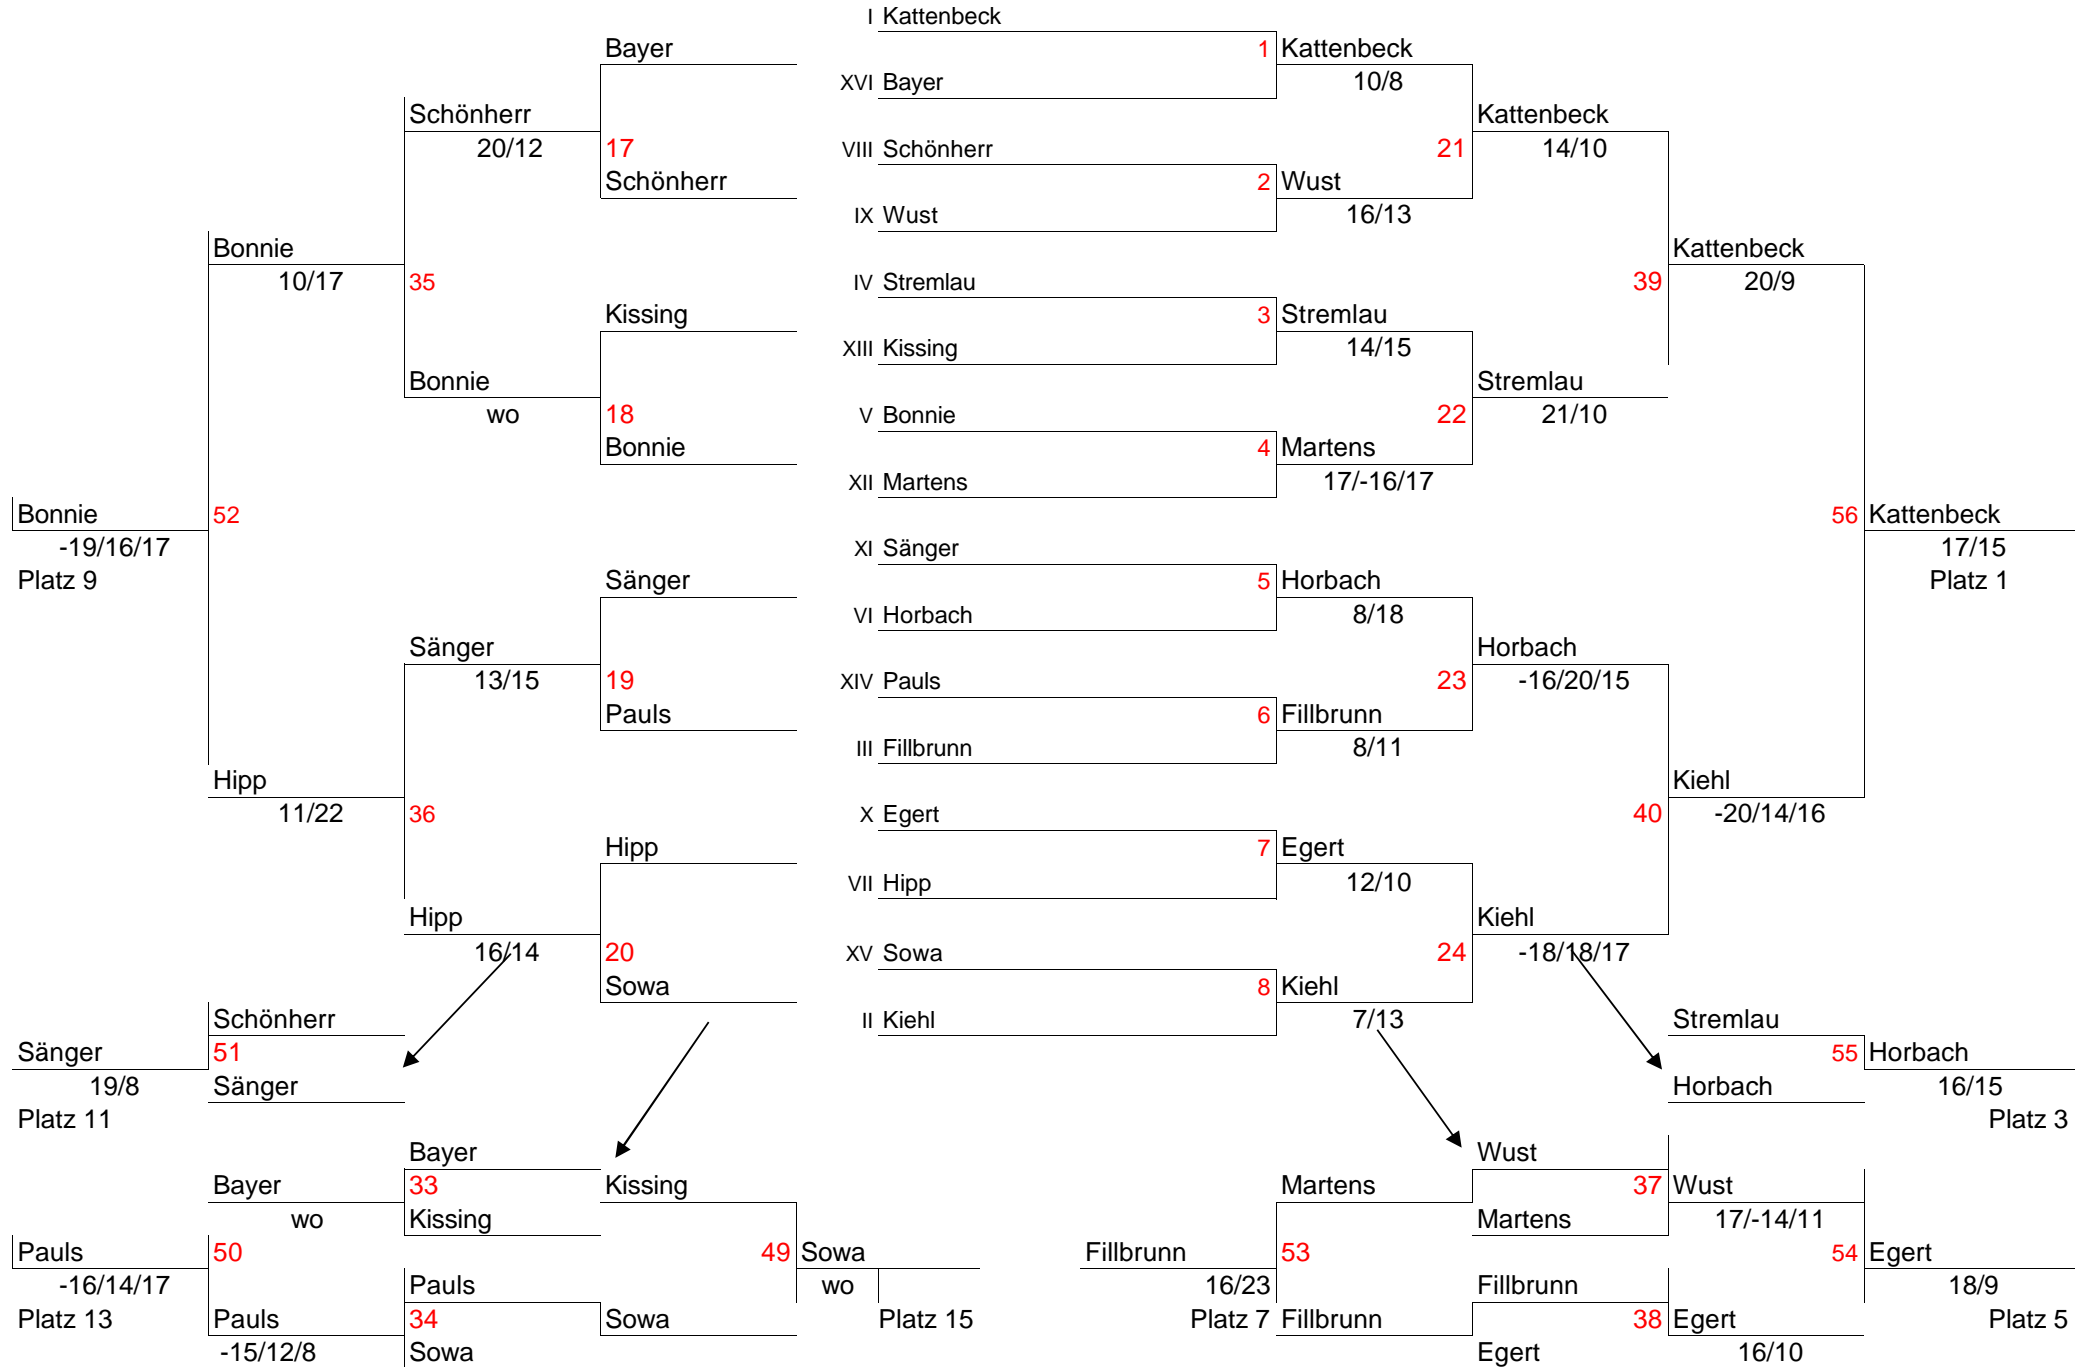 I Kattenbeck
Bayer 1 Kattenbeck
XVI Bayer 10/8
Schönherr Kattenbeck
20/12 17 VIII Schönherr 21 14/10
Schönherr 2 Wust
IX Wust 16/13
Bonnie Kattenbeck
10/17 35 IV Stremlau 39 20/9
Kissing 3 Stremlau
XIII Kissing 14/15
Bonnie Stremlau
wo 18 V Bonnie 22 21/10
Bonnie 4 Martens
XII Martens 17/-16/17
Bonnie 52 56 Kattenbeck
-19/16/17 XI Sänger 17/15
Platz 9 Sänger 5 Horbach Platz 1
VI Horbach 8/18
Sänger Horbach
13/15 19 XIV Pauls 23 -16/20/15
Pauls 6 Fillbrunn
III Fillbrunn 8/11
Hipp Kiehl
11/22 36 X Egert 40 -20/14/16
Hipp 7 Egert
VII Hipp 12/10
Hipp Kiehl
16/14 20 XV Sowa 24 -18/18/17
Sowa 8 Kiehl
Schönherr II Kiehl 7/13 Stremlau
Sänger 51 55 Horbach
19/8 Sänger Horbach 16/15
Platz 11 Platz 3
Bayer Wust
Bayer 33 Kissing Martens 37 Wust
wo Kissing Martens 17/-14/11
Pauls 50 49 Sowa Fillbrunn 53 54 Egert
-16/14/17 Pauls wo 16/23 Fillbrunn 18/9
Platz 13 Pauls 34 Sowa Platz 15 Platz 7 Fillbrunn 38 Egert Platz 5
-15/12/8 Sowa Egert 16/10